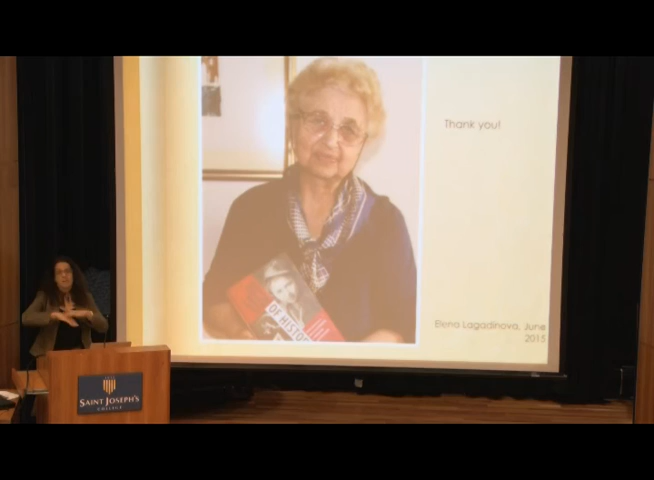 Thank you!
OF HISTO
Elena Lagadinova, June
2015
SAINT JOSEPH'S
COLLEGE